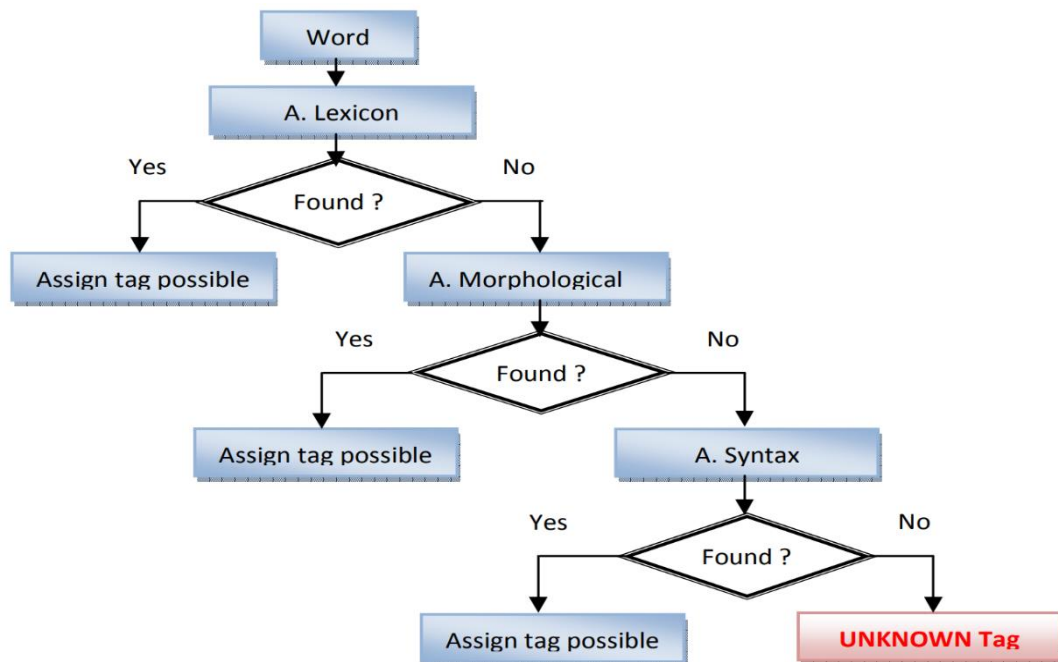 Word
A. Lexicon
Yes
No
Found ?
Assign tag possible
A. Morphological
Yes
No
Found ?
Assign tag possible
A. Syntax
Yes
No
Found ?
Assign tag possible
UNKNOWN Tag